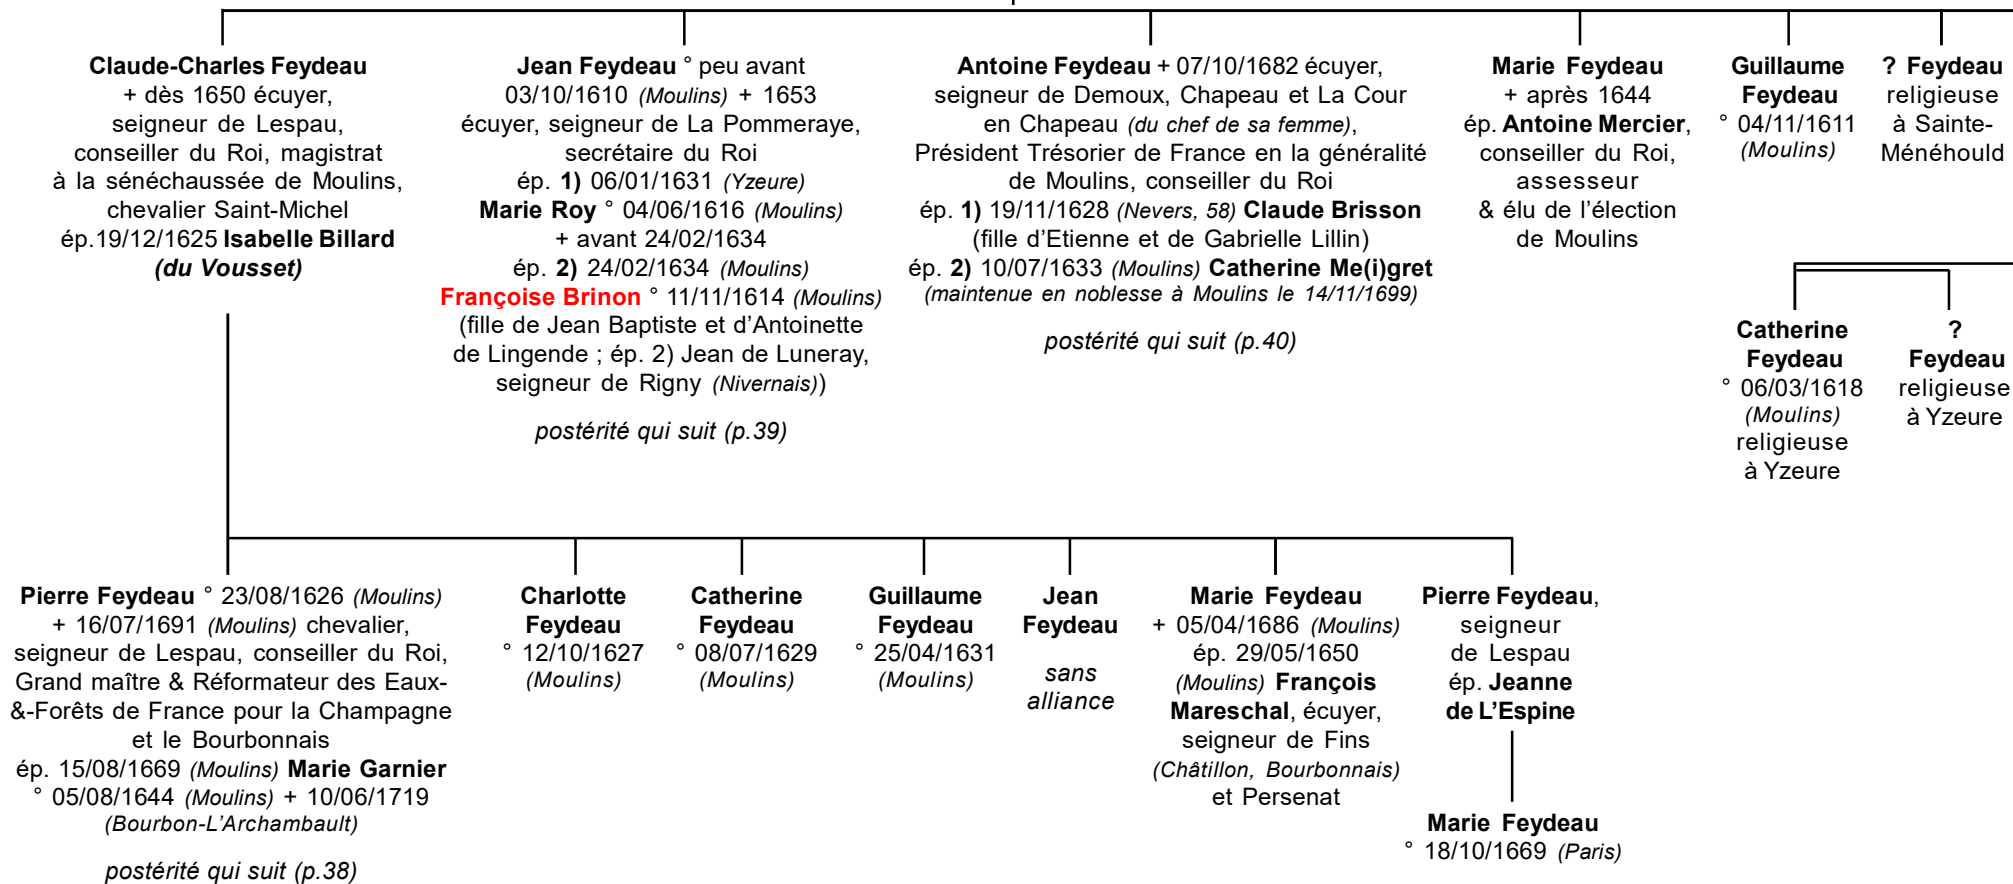 Claude-Charles Feydeau
+ dès 1650 écuyer,
seigneur de Lespau,
conseiller du Roi, magistrat
à la sénéchaussée de Moulins,
chevalier Saint-Michel
ép.19/12/1625 Isabelle Billard
(du Vousset)
Jean Feydeau ° peu avant
03/10/1610 (Moulins) + 1653
écuyer, seigneur de La Pommeraye,
secrétaire du Roi
ép. 1) 06/01/1631 (Yzeure)
Marie Roy ° 04/06/1616 (Moulins)
+ avant 24/02/1634
ép. 2) 24/02/1634 (Moulins)
Françoise Brinon ° 11/11/1614 (Moulins)
(fille de Jean Baptiste et d'Antoinette
de Lingende ; ép. 2) Jean de Luneray,
seigneur de Rigny (Nivernais))
postérité qui suit (p.39)
Antoine Feydeau + 07/10/1682 écuyer,
seigneur de Demoux, Chapeau et La Cour
en Chapeau (du chef de sa femme),
Président Trésorier de France en la généralité
de Moulins, conseiller du Roi
ép. 1) 19/11/1628 (Nevers, 58) Claude Brisson
(fille d'Etienne et de Gabrielle Lillin)
ép. 2) 10/07/1633 (Moulins) Catherine Me(i)gret
(maintenue en noblesse à Moulins le 14/11/1699)
postérité qui suit (p.40)
Marie Feydeau
+ après 1644
ép. Antoine Mercier,
conseiller du Roi,
assesseur
& élu de l'élection
de Moulins
Guillaume
Feydeau
° 04/11/1611
(Moulins)
? Feydeau
religieuse
à Sainte-
Ménéhould
Catherine
Feydeau
° 06/03/1618
(Moulins)
religieuse
à Yzeure
?
Feydeau
religieuse
à Yzeure
Pierre Feydeau ° 23/08/1626 (Moulins)
+ 16/07/1691 (Moulins) chevalier,
seigneur de Lespau, conseiller du Roi,
Grand maître & Réformateur des Eaux-
&-Forêts de France pour la Champagne
et le Bourbonnais
ép. 15/08/1669 (Moulins) Marie Garnier
° 05/08/1644 (Moulins) + 10/06/1719
(Bourbon-L'Archambault)
postérité qui suit (p.38)
Charlotte
Feydeau
° 12/10/1627
(Moulins)
Catherine
Feydeau
° 08/07/1629
(Moulins)
Guillaume
Feydeau
° 25/04/1631
(Moulins)
Jean
Feydeau
sans
alliance
Marie Feydeau
+ 05/04/1686 (Moulins)
ép. 29/05/1650
(Moulins) François
Mareschal, écuyer,
seigneur de Fins
(Châtillon, Bourbonnais)
et Persenat
Pierre Feydeau,
seigneur
de Lespau
ép. Jeanne
de L'Espine
Marie Feydeau
° 18/10/1669 (Paris)